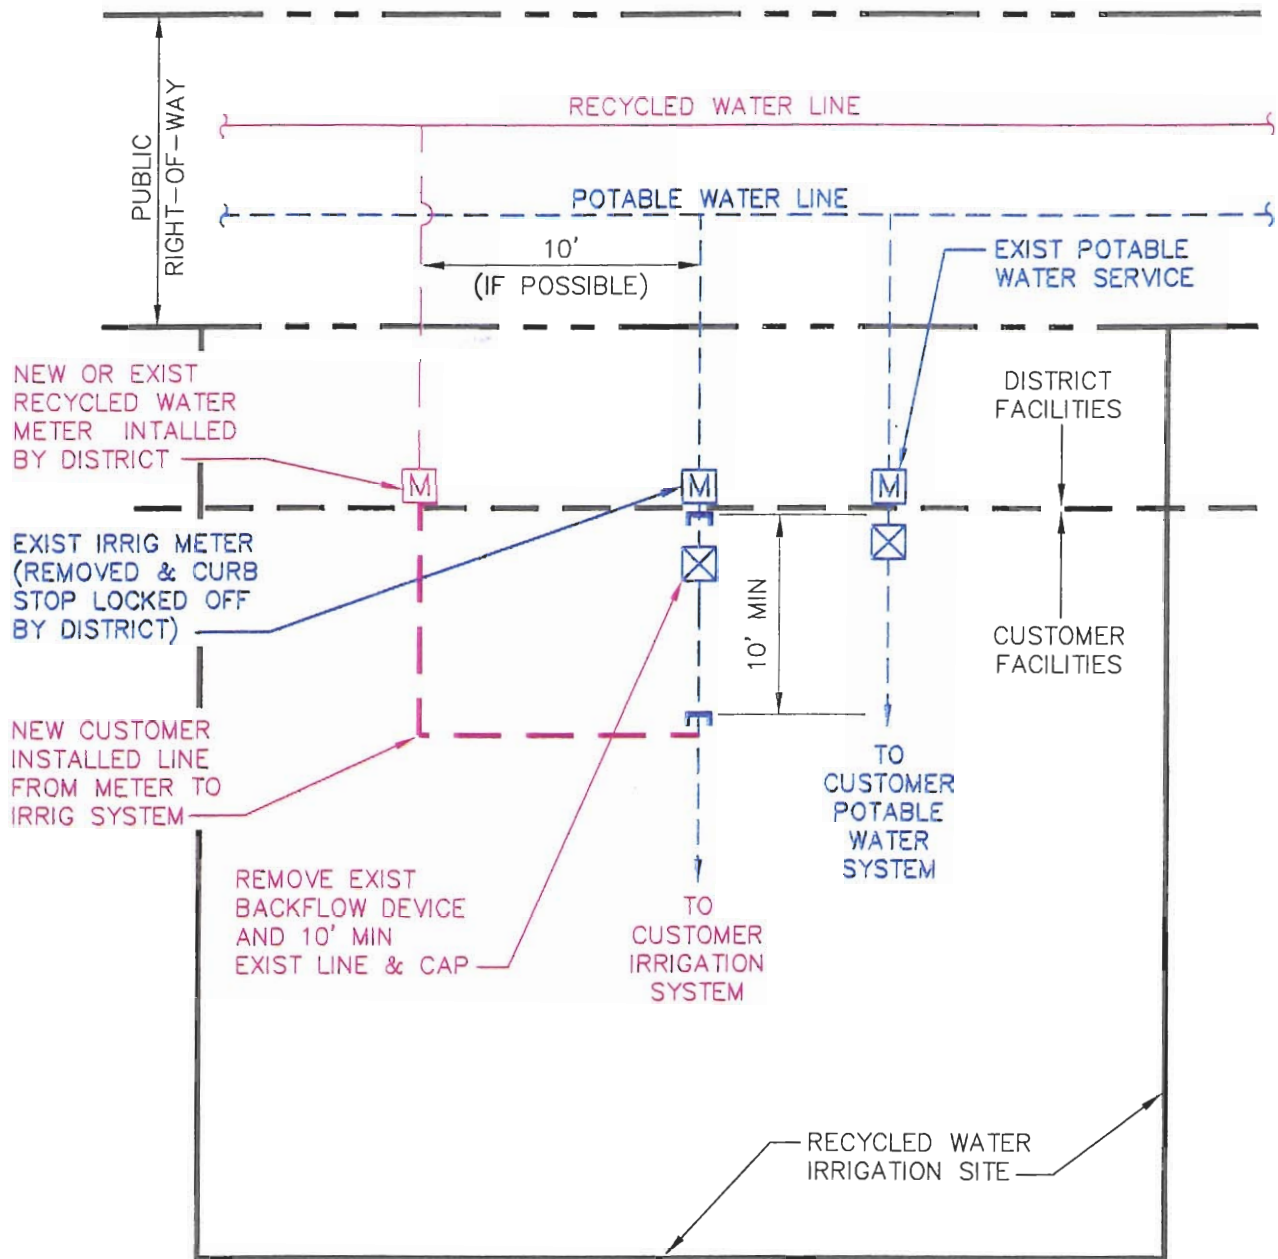 PUBLIC
RIGHT-OF-WAY
RECYCLED WATER LINE
POTABLE WATER LINE
10'
(IF POSSIBLE)
EXIST POTABLE
WATER SERVICE
NEW OR EXIST
RECYCLED WATER
METER INTALLED
BY DISTRICT
DISTRICT
FACILITIES
M
M
M
EXIST IRRIG METER
(REMOVED & CURB
STOP LOCKED OFF
BY DISTRICT)
10' MIN
CUSTOMER
FACILITIES
NEW CUSTOMER
INSTALLED LINE
FROM METER TO
IRRIG SYSTEM
TO
CUSTOMER
POTABLE
WATER
SYSTEM
REMOVE EXIST
BACKFLOW DEVICE
AND 10' MIN
EXIST LINE & CAP
TO
CUSTOMER
IRRIGATION
SYSTEM
RECYCLED WATER
IRRIGATION SITE